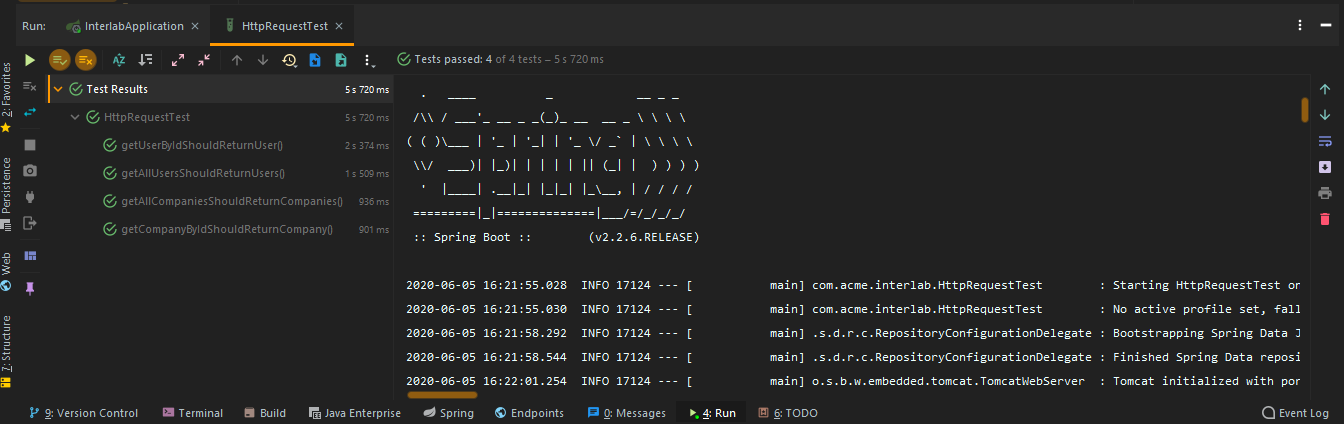 Run: InterlabApplication × HttpRequestTest ×
Tests passed: 4 of 4 tests – 5 s 720 ms
2: Favorites
Persistence
Web
7: Structure
Test Results 5 s 720 ms
HttpRequestTest 5 s 720 ms
getUserByIdShouldReturnUser() 2 s 374 ms
getAllUsersShouldReturnUsers() 1 s 509 ms
getAllCompaniesShouldReturnCompanies() 936 ms
getCompanyByIdShouldReturnCompany() 901 ms
  .   ____          _            __ _ _
 /\\ / ___'_ __ _ _(_)_ __  __ _ \ \ \ \
( ( )\___ | '_ | '_| | '_ \/ _` | \ \ \ \
 \\/  ___)| |_)| | | | | || (_| |  ) ) ) )
  '  |____| .__|_| |_|_| |_\__, | / / / /
 =========|_|==============|___/=/_/_/_/
 :: Spring Boot ::        (v2.2.6.RELEASE)
2020-06-05 16:21:55.028  INFO 17124 --- [           main] com.acme.interlab.HttpRequestTest        : Starting HttpRequestTest on
2020-06-05 16:21:55.030  INFO 17124 --- [           main] com.acme.interlab.HttpRequestTest        : No active profile set, fall
2020-06-05 16:21:58.292  INFO 17124 --- [           main] .s.d.r.c.RepositoryConfigurationDelegate : Bootstrapping Spring Data J
2020-06-05 16:21:58.544  INFO 17124 --- [           main] .s.d.r.c.RepositoryConfigurationDelegate : Finished Spring Data reposi
2020-06-05 16:22:01.254  INFO 17124 --- [           main] o.s.b.w.embedded.tomcat.TomcatWebServer  : Tomcat initialized with por
9: Version Control Terminal Build Java Enterprise Spring Endpoints 0: Messages 4: Run 6: TODO Event Log